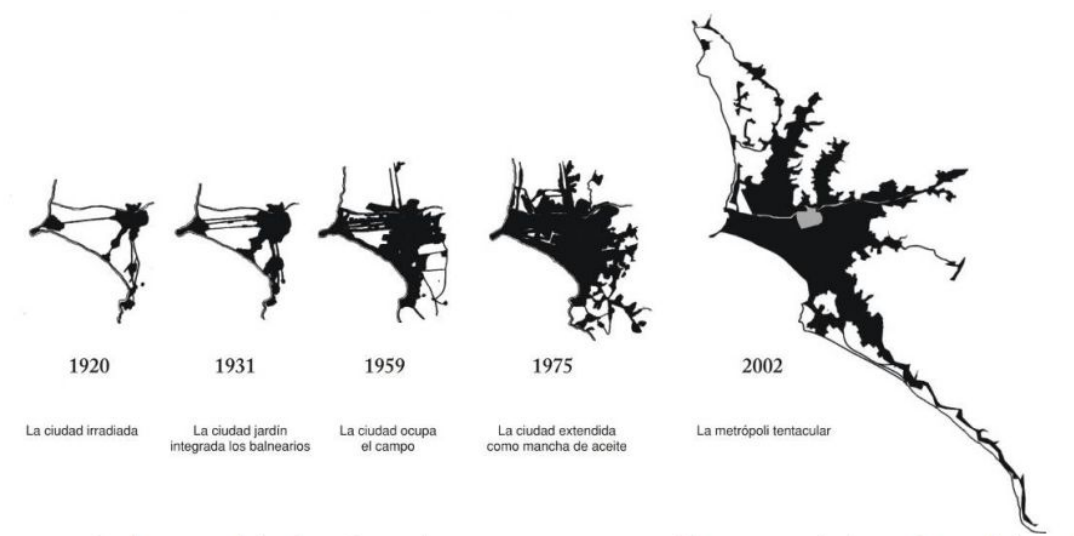 1920
1931
1959
1975
2002
La ciudad irradiada
La ciudad jardín
integrada los balnearios
La ciudad ocupa
el campo
La ciudad extendida
como mancha de aceite
La metrópoli tentacular